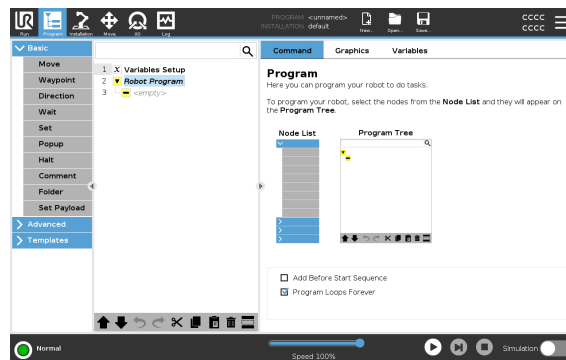 PROGRAM <unnamed>
INSTALLATION default
CCCC
CCCC
Run
Program
Installation
Move
I/O
Log
New...
Open...
Save...
Basic
Move
Waypoint
Direction
Wait
Set
Popup
Halt
Comment
Folder
Set Payload
Advanced
Templates
1 X Variables Setup
2 Robot Program
3 <empty>
Command Graphics Variables
Program
Here you can program your robot to do tasks.
To program your robot, select the nodes from the Node List and they will appear on
the Program Tree.
Node List
Program Tree
Add Before Start Sequence
Program Loops Forever
Normal
Speed 100%
Simulation